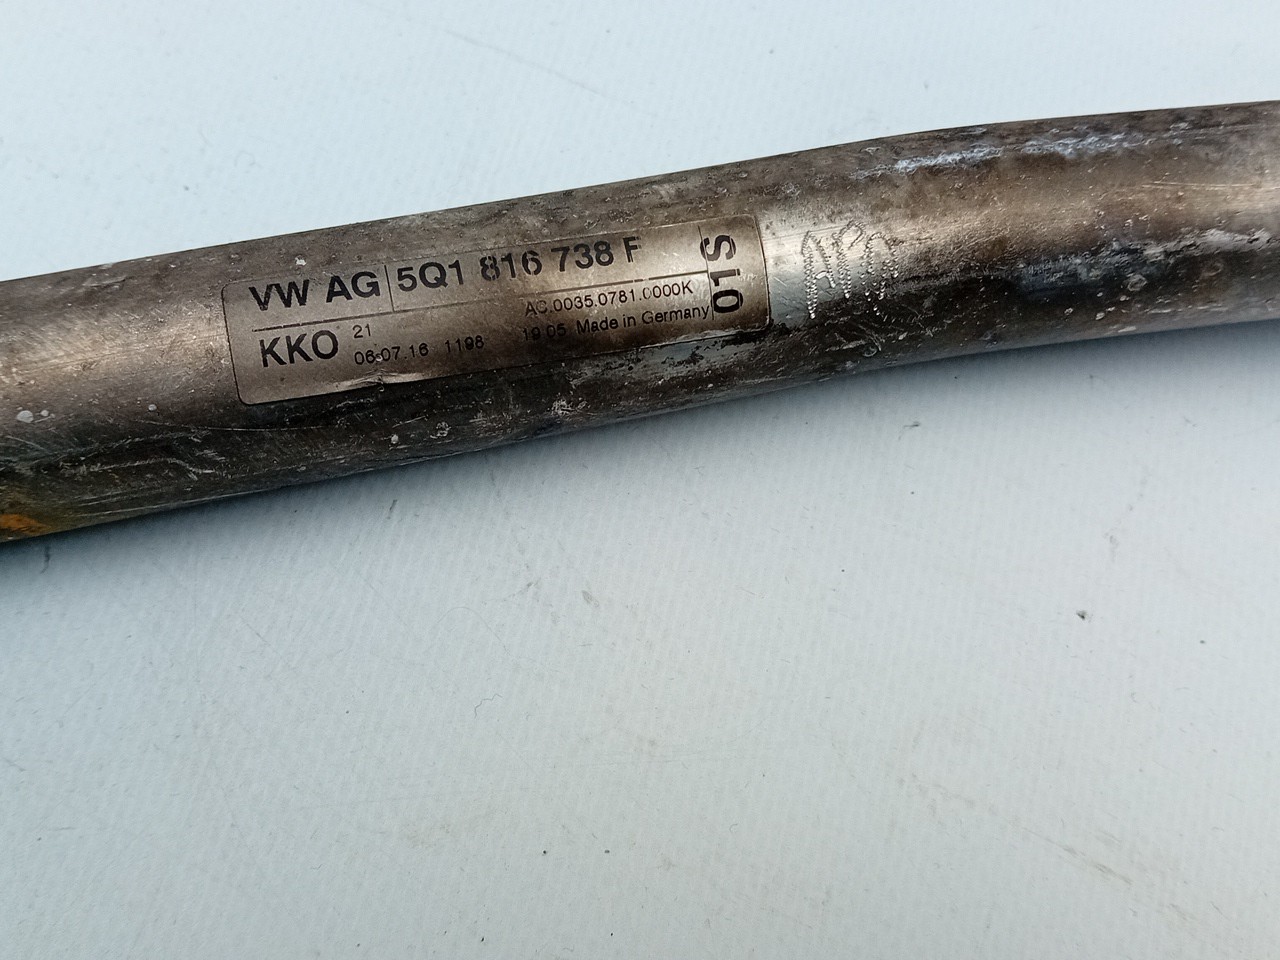 VW AG 5Q1 816 738 F
AC.0035.0781.0000K
KKO 21
06.07.16 1198 19:05 Made in Germany
01S